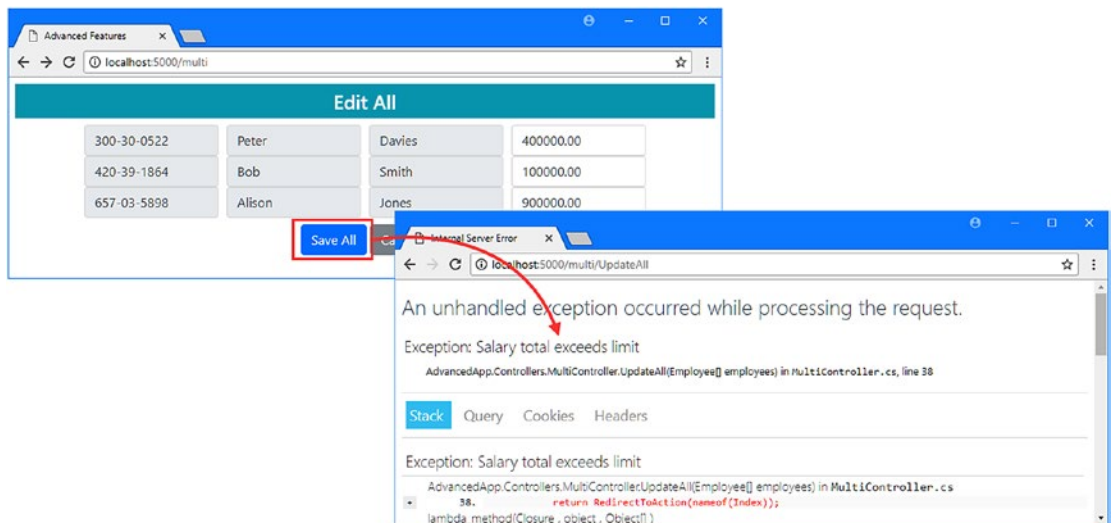 Advanced Features
localhost:5000/multi
Edit All
300-30-0522 Peter Davies 400000.00
420-39-1864 Bob Smith 100000.00
657-03-5898 Alison Jones 900000.00
Save All
Internal Server Error
localhost:5000/multi/UpdateAll
An unhandled exception occurred while processing the request.
Exception: Salary total exceeds limit
AdvancedApp.Controllers.MultiController.UpdateAll(Employee[] employees) in MultiController.cs, line 38
Stack Query Cookies Headers
Exception: Salary total exceeds limit
AdvancedApp.Controllers.MultiController.UpdateAll(Employee[] employees) in MultiController.cs
38. return RedirectToAction(nameof(Index));
lambda_method(Closure , object , Object[] )